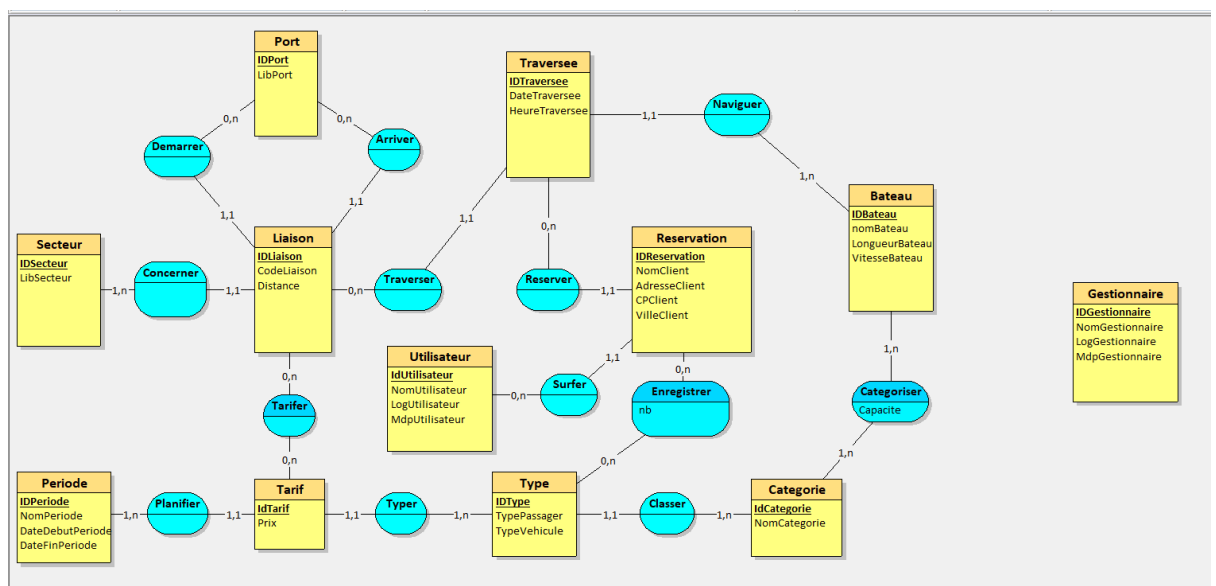 Port
IDPort
LibPort
Traversee
IDTraversee
DateTraversee
HeureTraversee
Naviguer
1,1
0,n
0,n
Demarrer
Arriver
1,n
1,1
1,1
1,1
Bateau
IDBateau
nomBateau
LongueurBateau
VitesseBateau
Secteur
IDSecteur
LibSecteur
Concerner
1,n
1,1
Liaison
IDLiaison
CodeLiaison
Distance
0,n
Traverser
0,n
Reserver
1,1
Reservation
IDReservation
NomClient
AdresseClient
CPClient
VilleClient
Gestionnaire
IDGestionnaire
NomGestionnaire
LogGestionnaire
MdpGestionnaire
Utilisateur
IdUtilisateur
NomUtilisateur
LogUtilisateur
MdpUtilisateur
0,n
Surfer
1,1
0,n
Enregistrer
nb
1,n
Categoriser
Capacite
0,n
Tarifer
0,n
0,n
1,n
Periode
IDPeriode
NomPeriode
DateDebutPeriode
DateFinPeriode
1,n
Planifier
1,1
Tarif
IdTarif
Prix
1,1
Typer
1,n
Type
IDType
TypePassager
TypeVehicule
1,1
Classer
1,n
Categorie
IdCategorie
NomCategorie